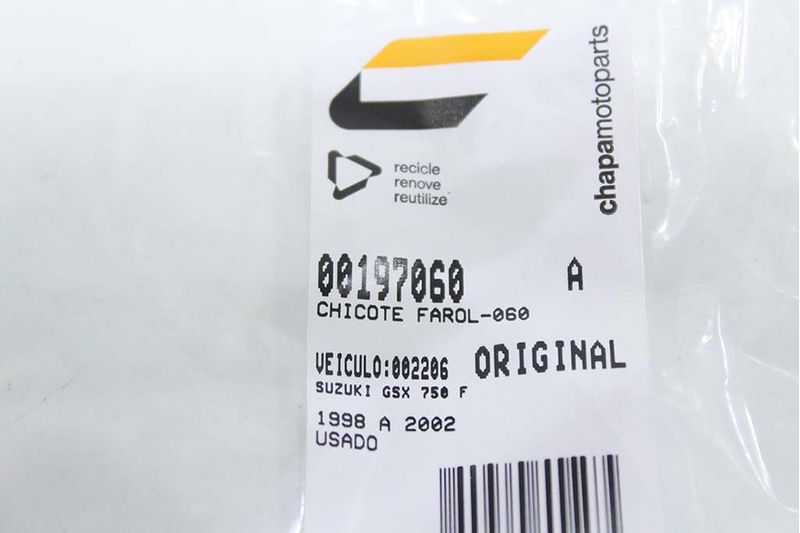 chapamotoparts
recicle
renove
reutilize
00197060 A
CHICOTE FAROL-060
VEICULO:002206 ORIGINAL
SUZUKI GSX 750 F
1998 A 2002
USADO